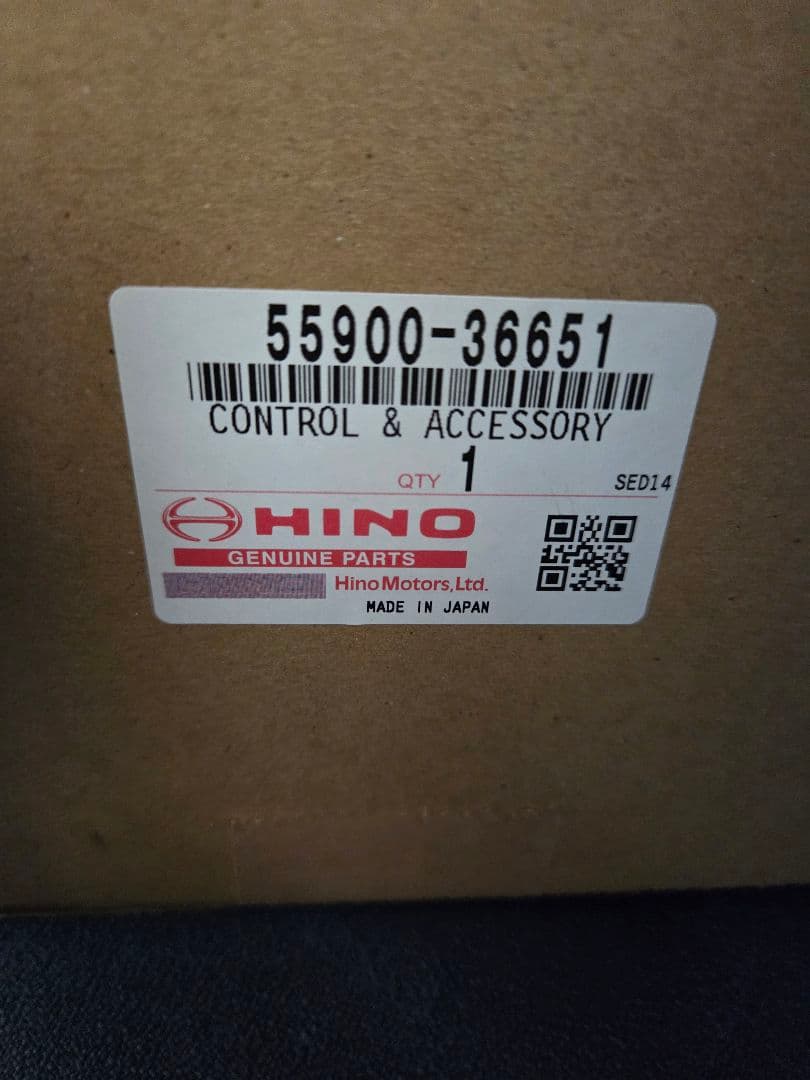 55900-36651
CONTROL & ACCESSORY
QTY 1
SED14
HINO
GENUINE PARTS
Hino Motors, Ltd.
MADE IN JAPAN